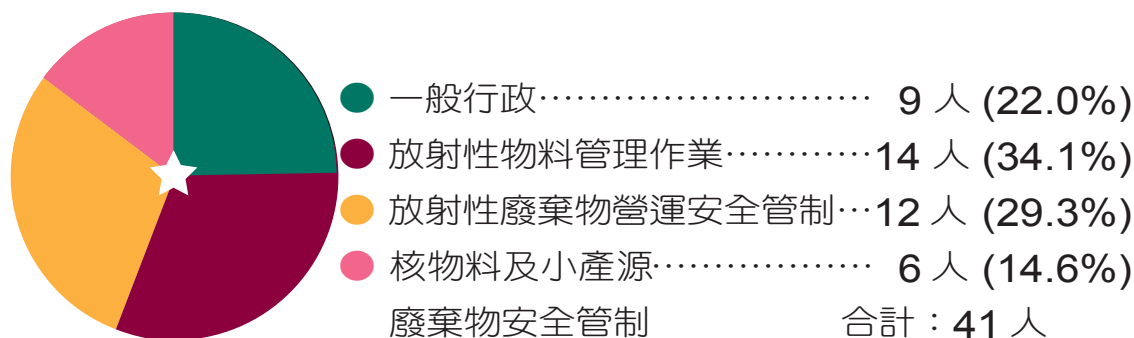 一般行政………………………… 9 人 (22.0%)
放射性物料管理作業…………14 人 (34.1%)
放射性廢棄物營運安全管制…12 人 (29.3%)
核物料及小產源………………… 6 人 (14.6%)
廢棄物安全管制 合計：41 人